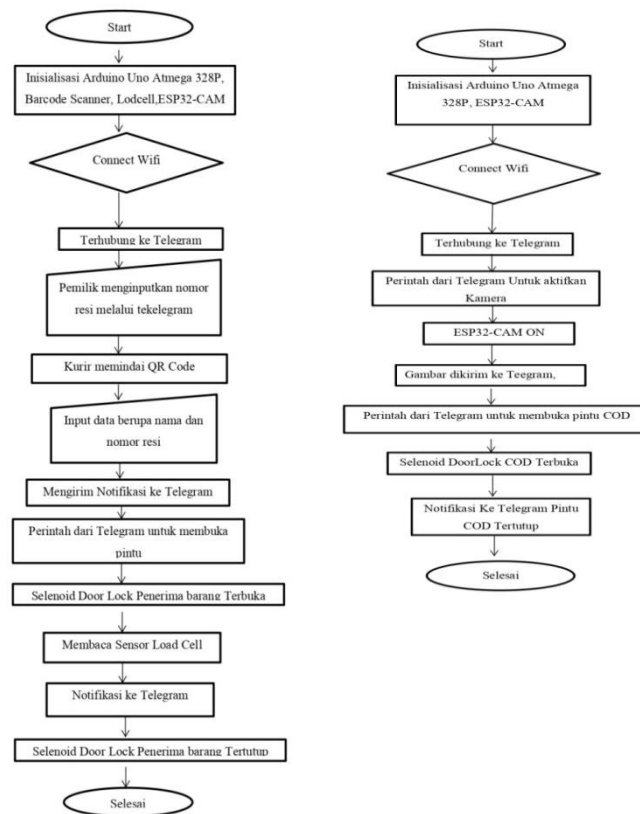 Start
Inisialisasi Arduino Uno Atmega 328P,
Barcode Scanner, Lodcell,ESP32-CAM
Connect Wifi
Terhubung ke Telegram
Pemilik menginputkan nomor
resi melalui tekelegram
Kurir memindai QR Code
Input data berupa nama dan
nomor resi
Mengirim Notifikasi ke Telegram
Perintah dari Telegram untuk membuka
pintu
Selenoid Door Lock Penerima barang Terbuka
Membaca Sensor Load Cell
Notifikasi ke Telegram
Selenoid Door Lock Penerima barang Tertutup
Selesai
Start
Inisialisasi Arduino Uno Atmega
328P, ESP32-CAM
Connect Wifi
Terhubung ke Telegram
Perintah dari Telegram Untuk aktifkan
Kamera
ESP32-CAM ON
Gambar dikirim ke Teegram,
Perintah dari Telegram untuk membuka pintu COD
Selenoid DoorLock COD Terbuka
Notifikasi Ke Telegram Pintu
COD Tertutup
Selesai